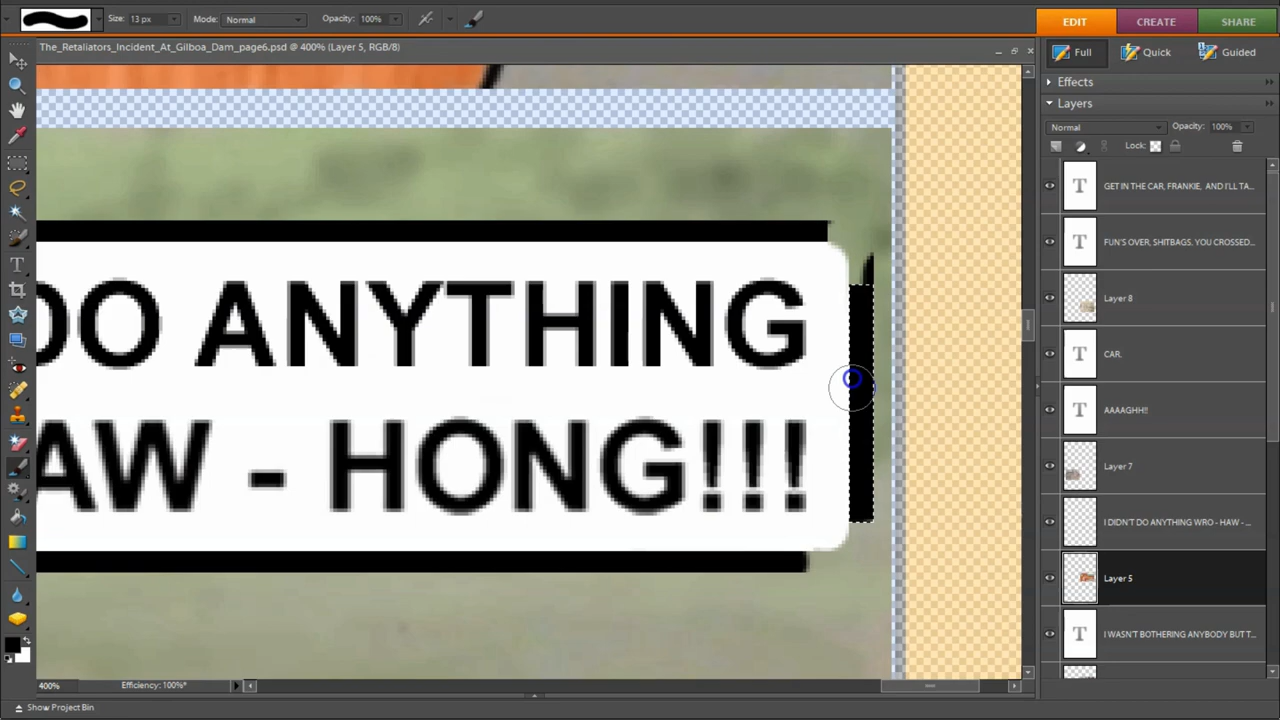 Size: 13 px Mode: Normal Opacity: 100% EDIT CREATE SHARE
The_Retaliators_Incident_At_Gilboa_Dam_page6.psd @ 400% (Layer 5, RGB/8)
Full Quick Guided
Effects
Layers
Normal Opacity: 100%
Lock:
GET IN THE CAR, FRANKIE, AND I'LL TA...
FUN'S OVER, SHITBAGS. YOU CROSSED...
Layer 8
CAR.
AAAAGHH!!
Layer 7
I DIDN'T DO ANYTHING WRO - HAW - ...
Layer 5
I WASN'T BOTHERING ANYBODY BUT T...
DO ANYTHING
AW - HONG!!!
400% Efficiency: 100%*
Show Project Bin